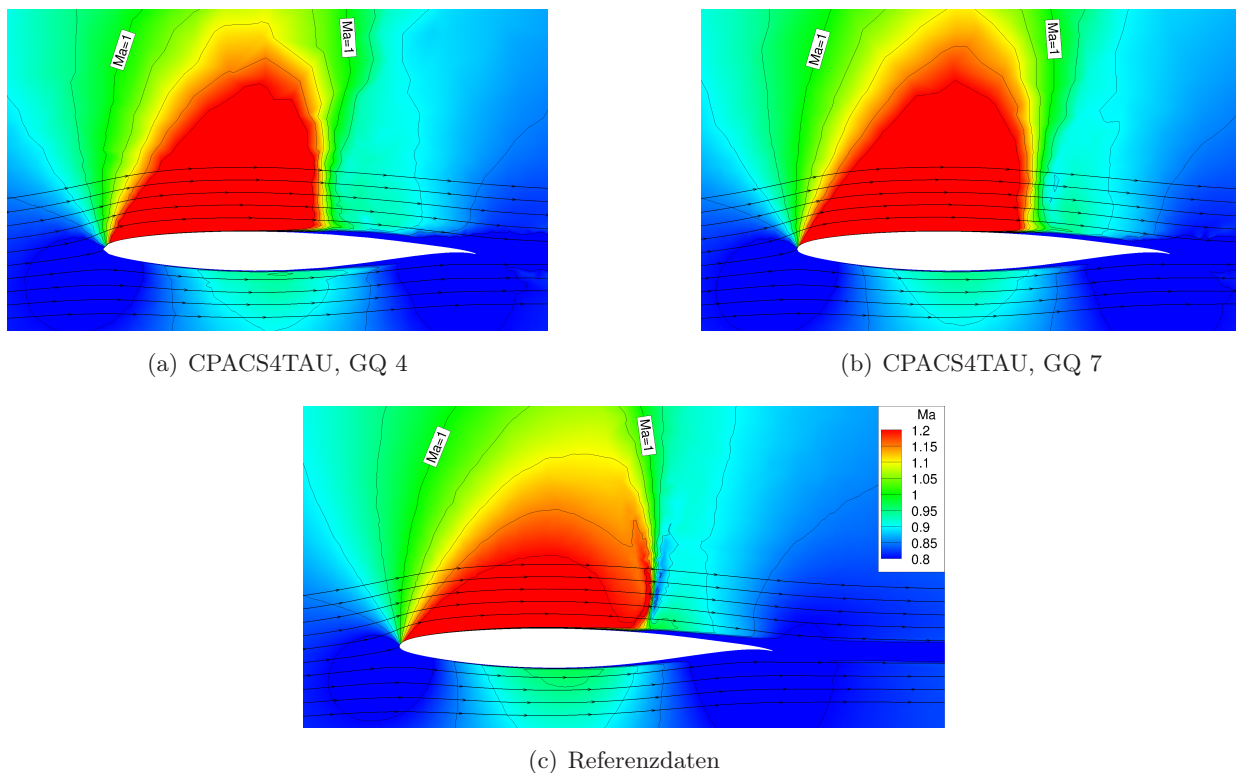 Ma=1
Ma=1
Ma=1
Ma=1
(a) CPACS4TAU, GQ 4
(b) CPACS4TAU, GQ 7
Ma=1
Ma=1
Ma
1.2
1.15
1.1
1.05
1
0.95
0.9
0.85
0.8
(c) Referenzdaten